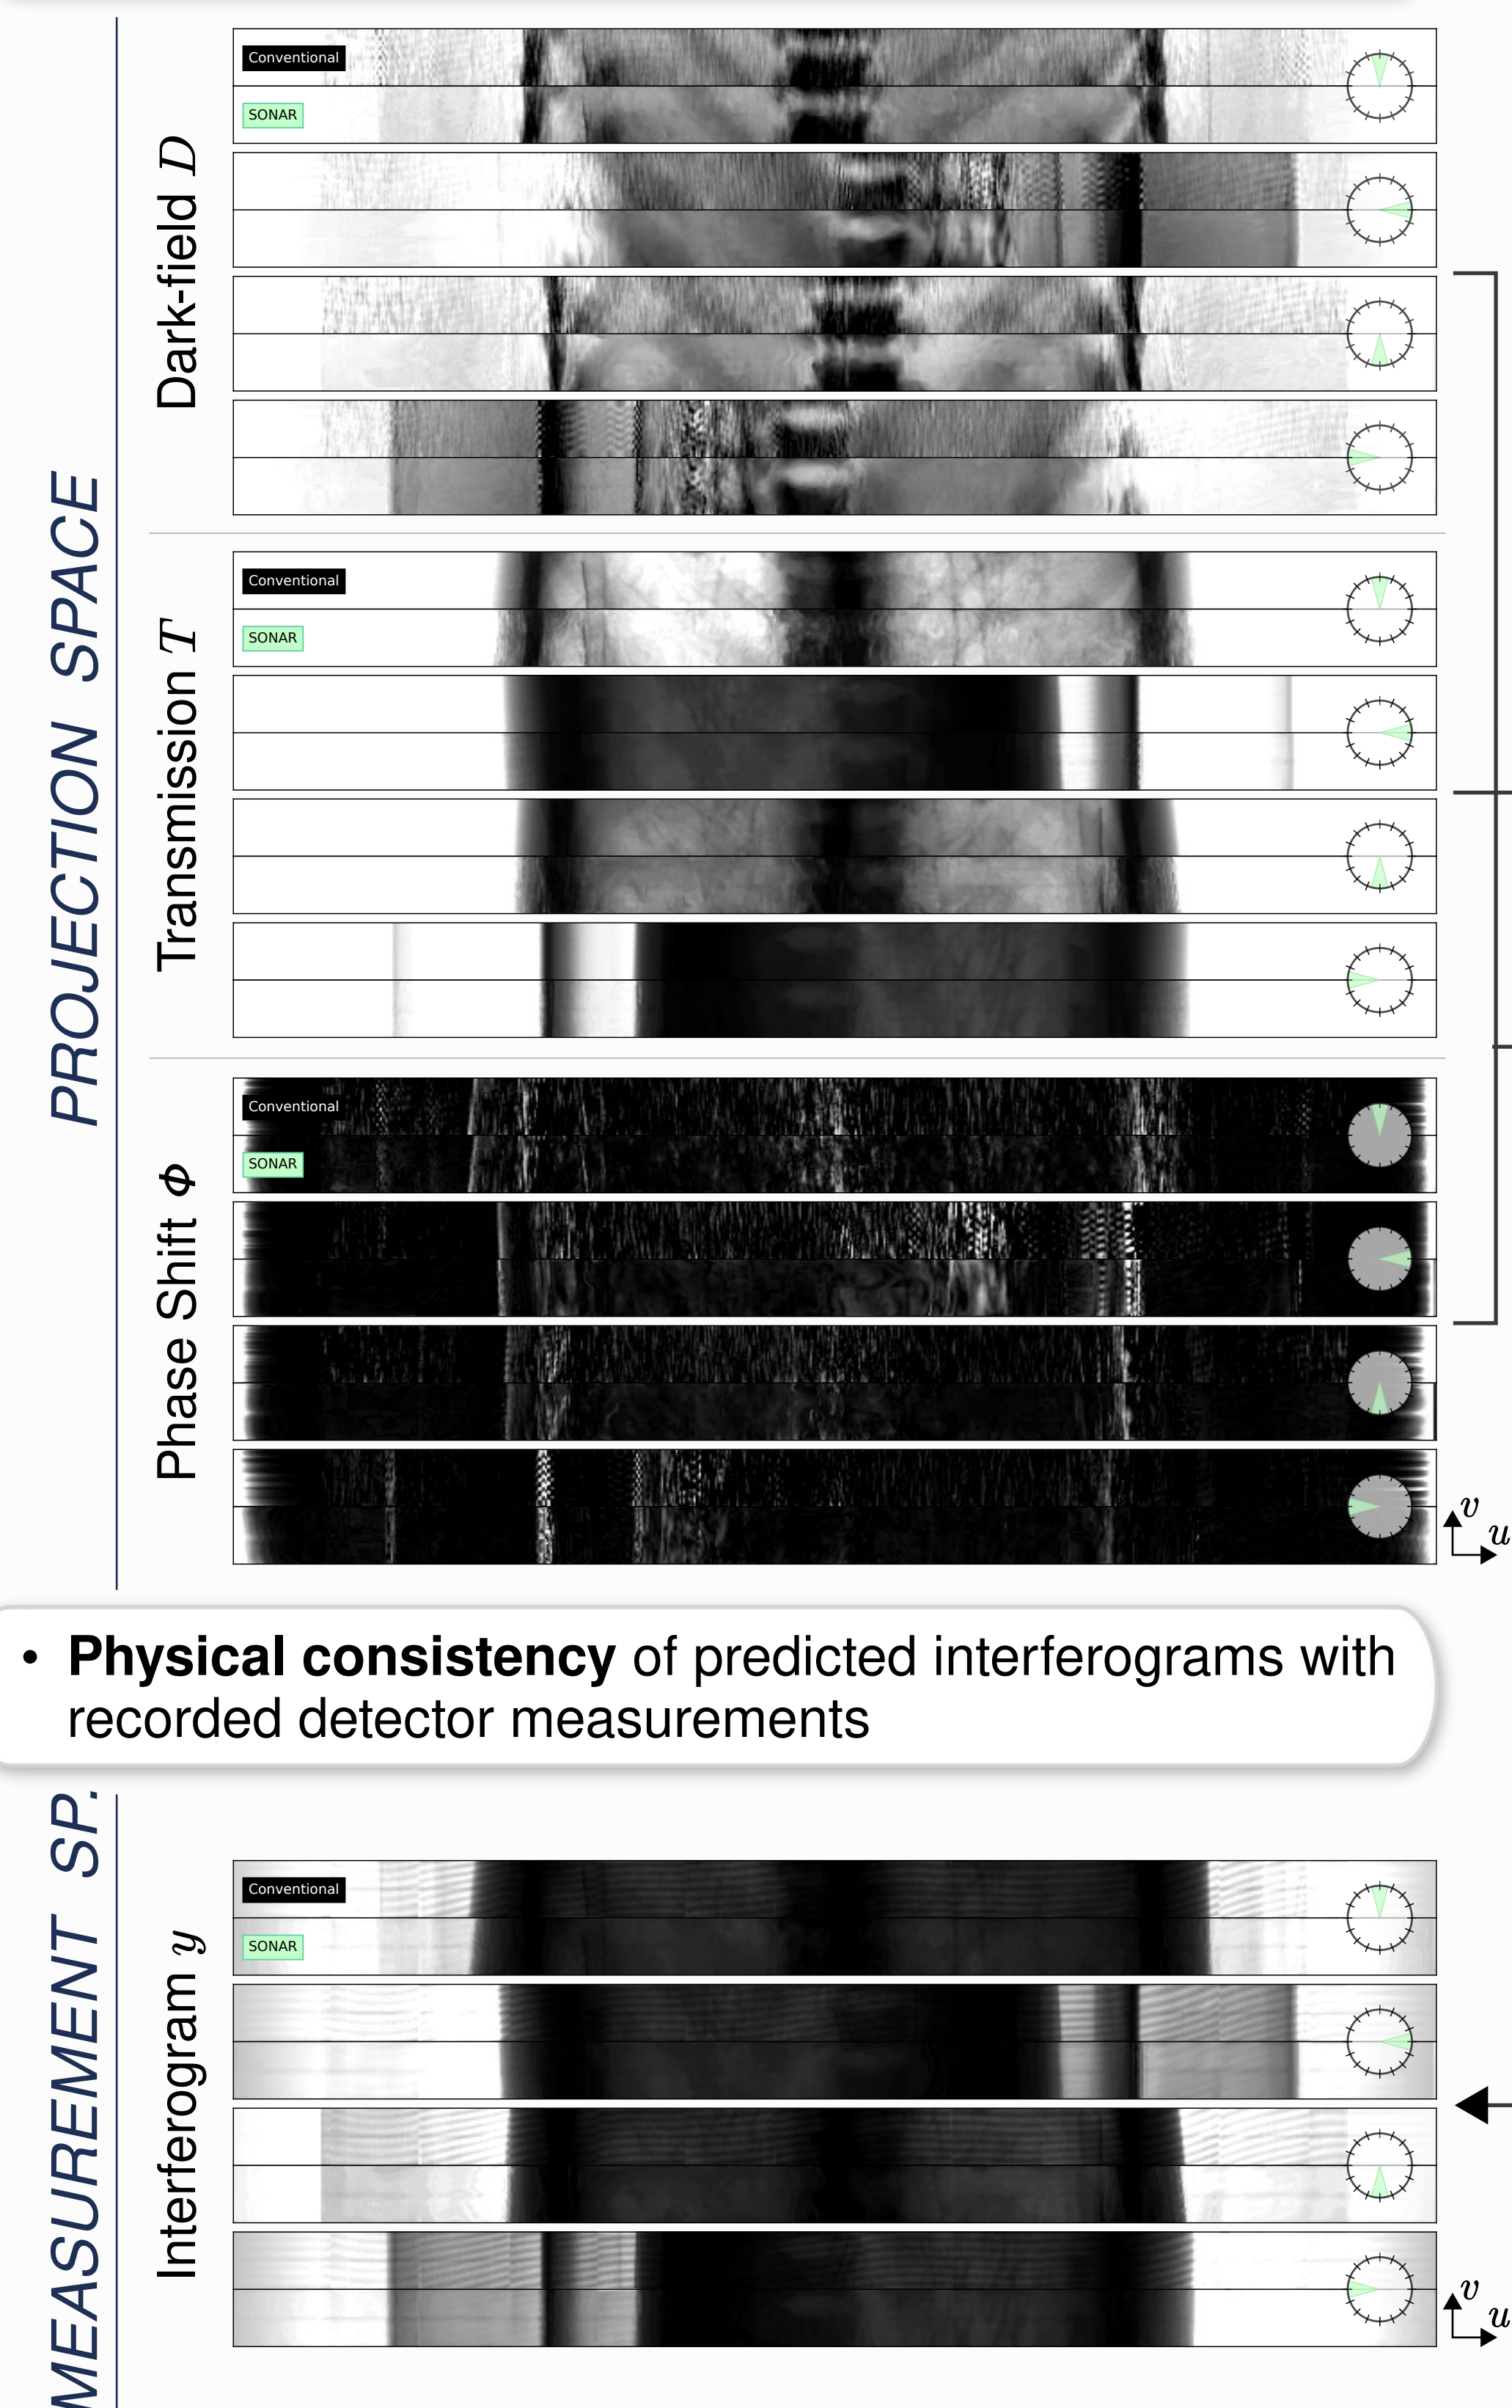 PROJECTION SPACE
Dark-field D
Conventional
SONAR
Transmission T
Conventional
SONAR
Phase Shift Φ
Conventional
SONAR
v
u
• Physical consistency of predicted interferograms with
recorded detector measurements
MEASUREMENT SP.
Interferogram y
Conventional
SONAR
v
u